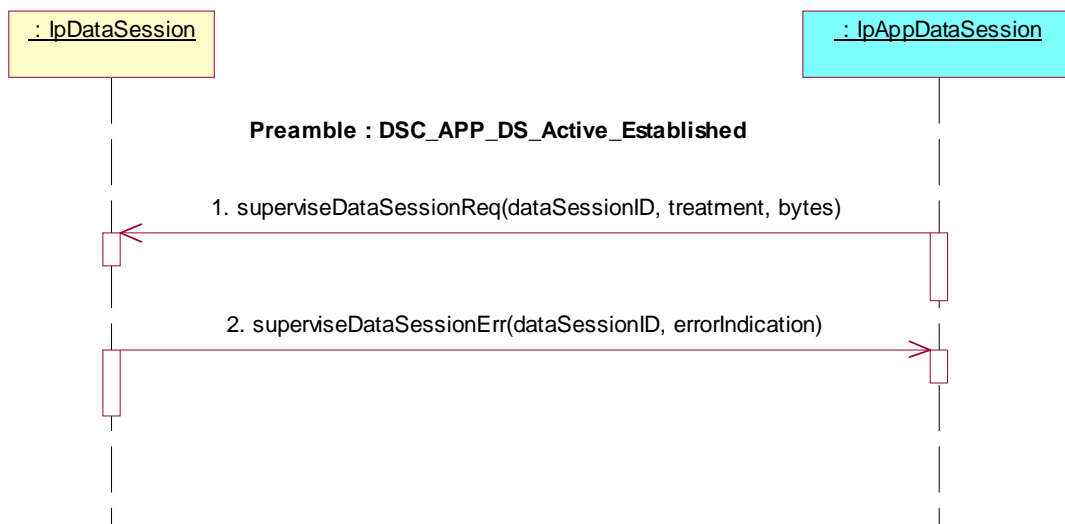 : IpDataSession
: IpAppDataSession
Preamble : DSC_APP_DS_Active_Established
1. superviseDataSessionReq(dataSessionID, treatment, bytes)
2. superviseDataSessionErr(dataSessionID, errorIndication)